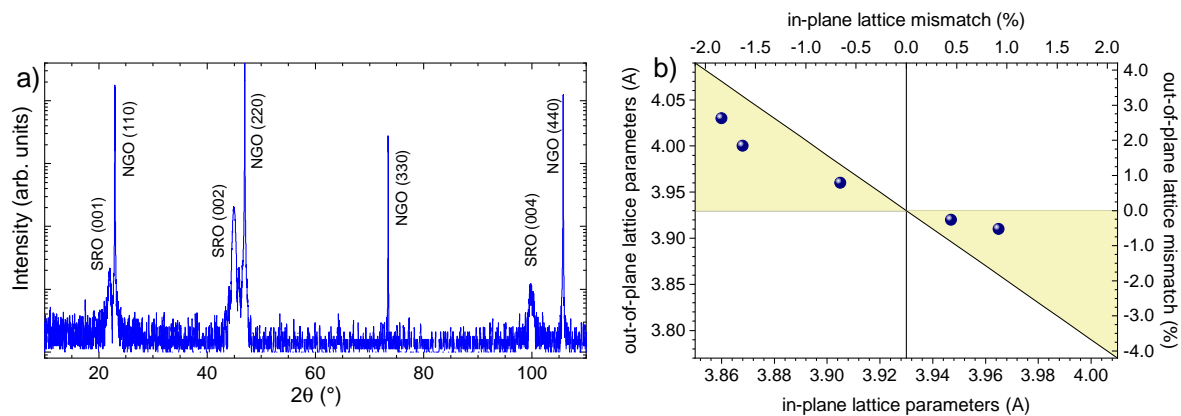 a)
Intensity (arb. units)
SRO (001)
NGO (110)
SRO (002)
NGO (220)
NGO (330)
SRO (004)
NGO (440)
20 40 60 80 100
2θ (°)
b)
in-plane lattice mismatch (%)
-2.0 -1.5 -1.0 -0.5 0.0 0.5 1.0 1.5 2.0
out-of-plane lattice parameters (A)
4.05
4.00
3.95
3.90
3.85
3.80
4.0
3.0
2.0
1.0
0.0
-1.0
-2.0
-3.0
-4.0
out-of-plane lattice mismatch (%)
3.86 3.88 3.90 3.92 3.94 3.96 3.98 4.00
in-plane lattice parameters (A)